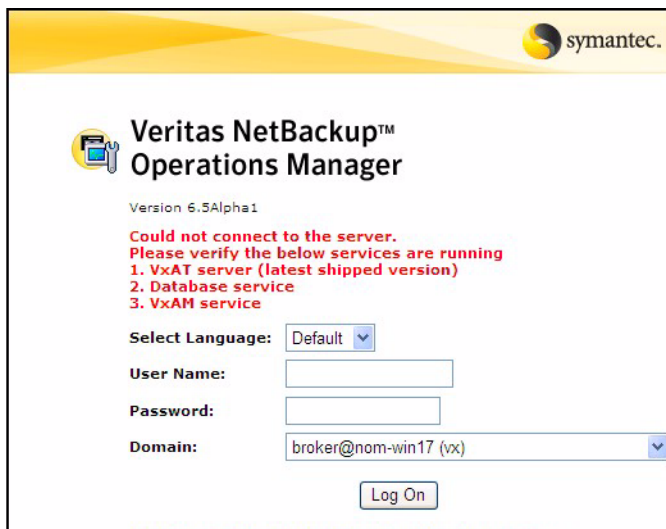 symantec.
Veritas NetBackup™
Operations Manager
Version 6.5Alpha1
Could not connect to the server.
Please verify the below services are running
1. VxAT server (latest shipped version)
2. Database service
3. VxAM service
Select Language: Default
User Name:
Password:
Domain: broker@nom-win17 (vx)
Log On